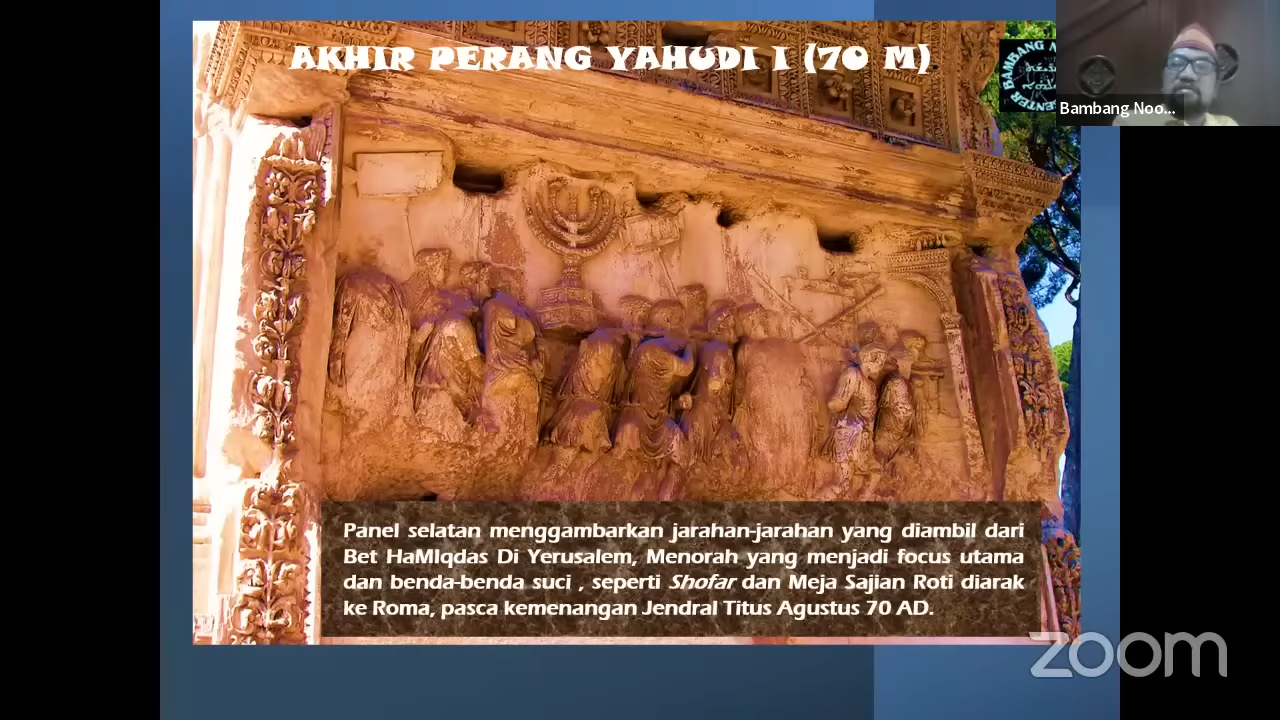 AKHIR PERANG YAHUDI I (70 M)
BAMBANG N
CENTER
Bambang Noo...
Panel selatan menggambarkan jarahan-jarahan yang diambil dari
Bet HaMIqdas Di Yerusalem, Menorah yang menjadi focus utama
dan benda-benda suci , seperti Shofar dan Meja Sajian Roti diarak
ke Roma, pasca kemenangan Jendral Titus Agustus 70 AD.
zoom